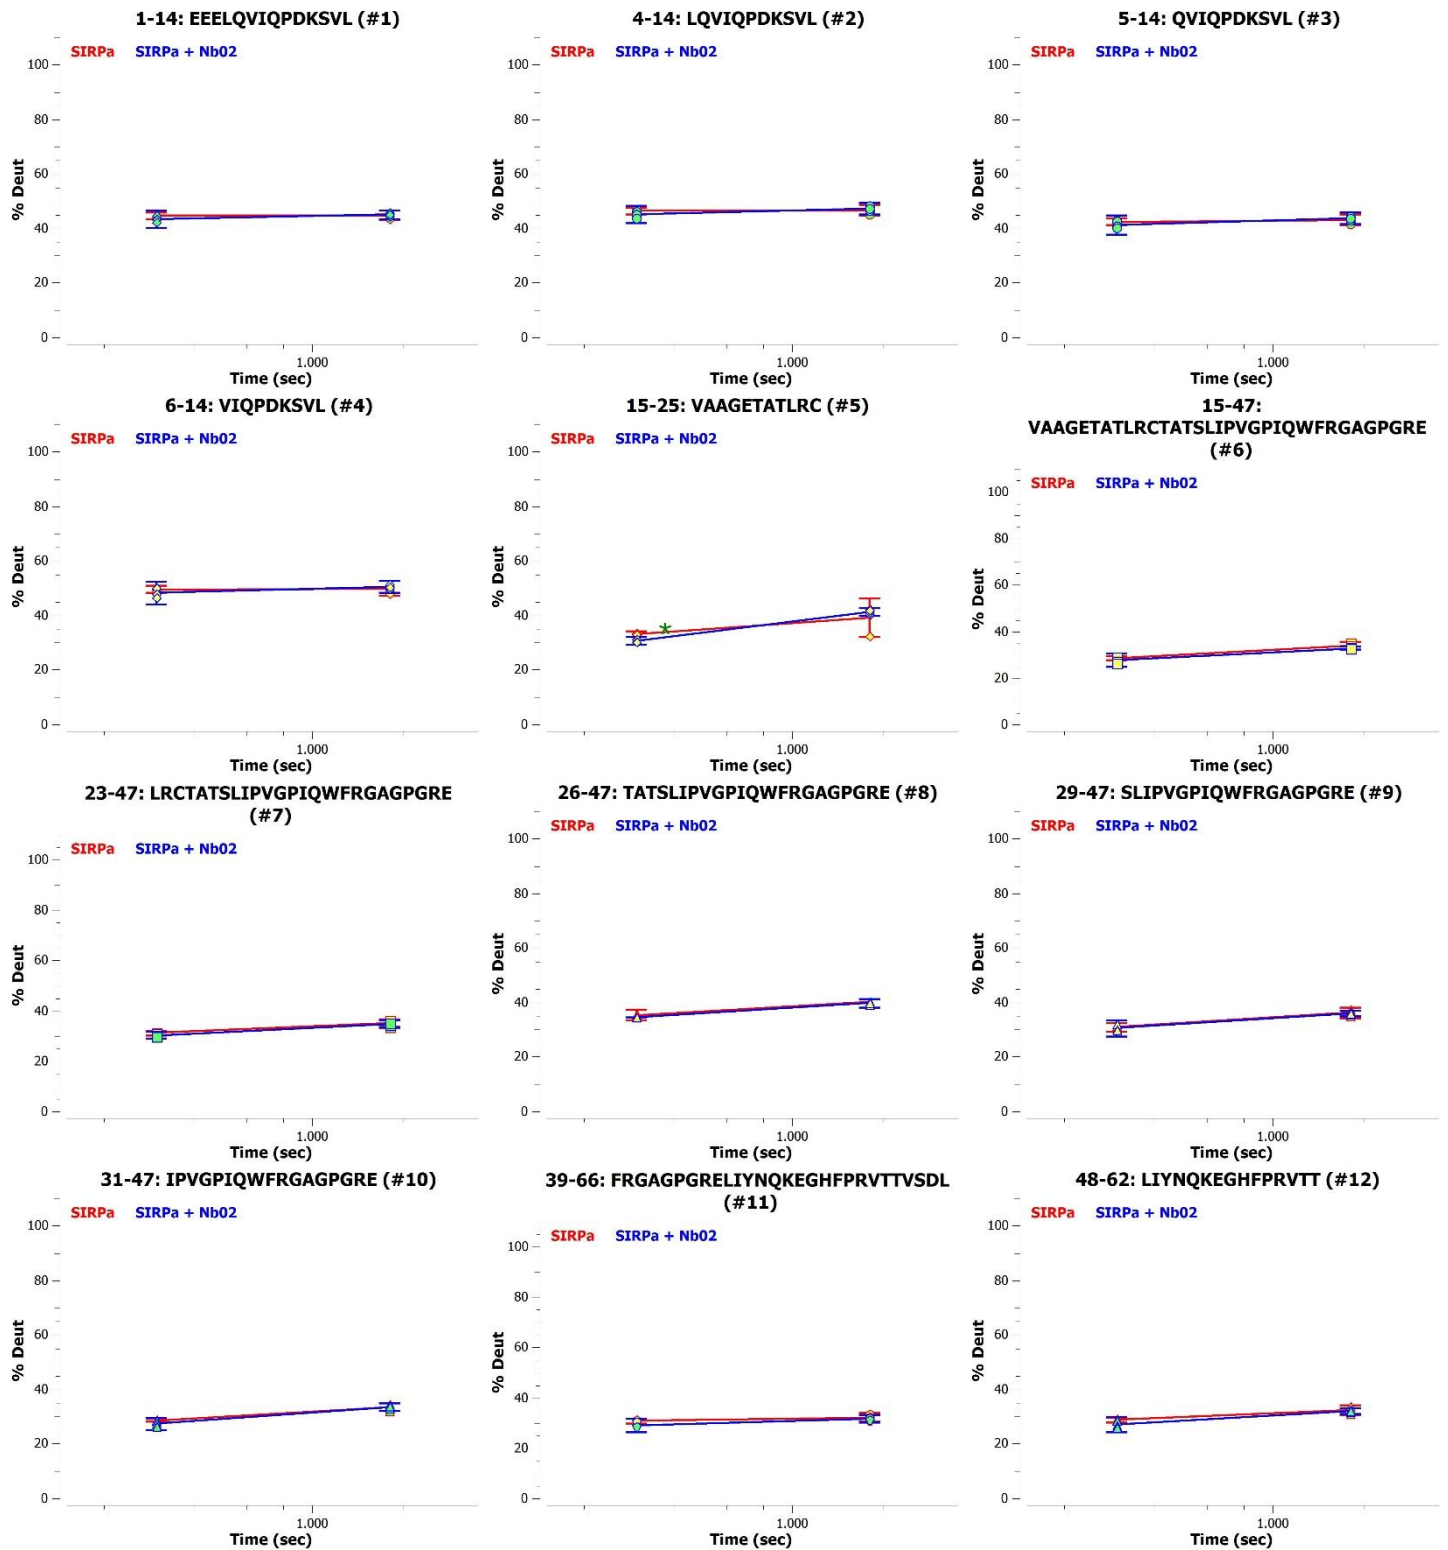 1-14: EEELQVIQPDKSVL (#1)
SIRPa SIRPa + Nb02
100
80
60
40
20
0
% Deut
1.000
Time (sec)
4-14: LQVIQPDKSVL (#2)
SIRPa SIRPa + Nb02
100
80
60
40
20
0
% Deut
1.000
Time (sec)
5-14: QVIQPDKSVL (#3)
SIRPa SIRPa + Nb02
100
80
60
40
20
0
% Deut
1.000
Time (sec)
6-14: VIQPDKSVL (#4)
SIRPa SIRPa + Nb02
100
80
60
40
20
0
% Deut
1.000
Time (sec)
15-25: VAAGETATLRC (#5)
SIRPa SIRPa + Nb02
100
80
60
40
20
0
% Deut
1.000
Time (sec)
15-47:
VAAGETATLRCTATSLIPVGPIQWFRGAGPGRE
(#6)
SIRPa SIRPa + Nb02
100
80
60
40
20
0
% Deut
1.000
Time (sec)
23-47: LRCTATSLIPVGPIQWFRGAGPGRE
(#7)
SIRPa SIRPa + Nb02
100
80
60
40
20
0
% Deut
1.000
Time (sec)
26-47: TATSLIPVGPIQWFRGAGPGRE (#8)
SIRPa SIRPa + Nb02
100
80
60
40
20
0
% Deut
1.000
Time (sec)
29-47: SLIPVGPIQWFRGAGPGRE (#9)
SIRPa SIRPa + Nb02
100
80
60
40
20
0
% Deut
1.000
Time (sec)
31-47: IPVGPIQWFRGAGPGRE (#10)
SIRPa SIRPa + Nb02
100
80
60
40
20
0
% Deut
1.000
Time (sec)
39-66: FRGAGPGRELIYNQKEGHFPRVTTVSDL
(#11)
SIRPa SIRPa + Nb02
100
80
60
40
20
0
% Deut
1.000
Time (sec)
48-62: LIYNQKEGHFPRVTT (#12)
SIRPa SIRPa + Nb02
100
80
60
40
20
0
% Deut
1.000
Time (sec)